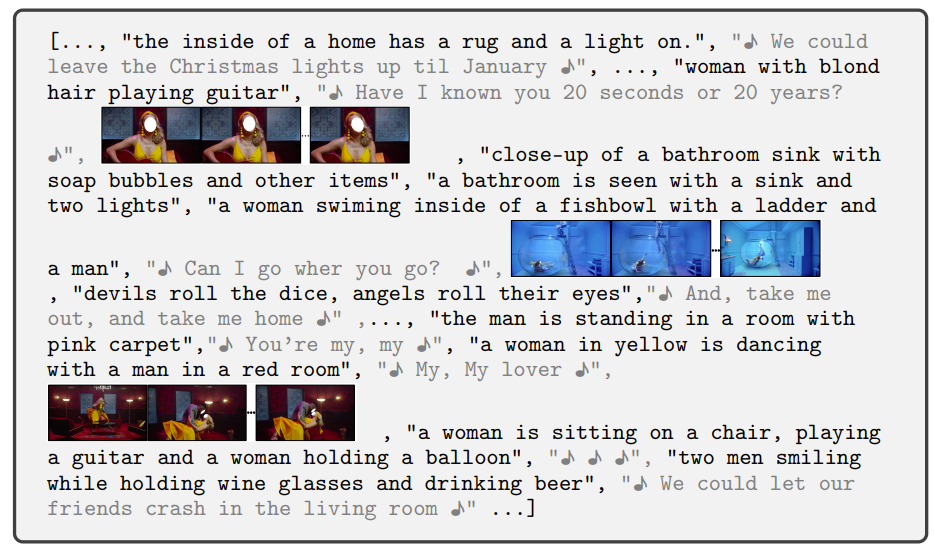 [..., "the inside of a home has a rug and a light on.", "♪ We could
leave the Christmas lights up til January ♪", ..., "woman with blond
hair playing guitar", "♪ Have I known you 20 seconds or 20 years?
♪", ... , "close-up of a bathroom sink with
soap bubbles and other items", "a bathroom is seen with a sink and
two lights", "a woman swiming inside of a fishbowl with a ladder and
a man", "♪ Can I go wher you go? ♪", ...
, "devils roll the dice, angels roll their eyes","♪ And, take me
out, and take me home ♪" ,..., "the man is standing in a room with
pink carpet","♪ You're my, my ♪", "a woman in yellow is dancing
with a man in a red room", "♪ My, My lover ♪",
... , "a woman is sitting on a chair, playing
a guitar and a woman holding a balloon", "♪ ♪ ♪", "two men smiling
while holding wine glasses and drinking beer", "♪ We could let our
friends crash in the living room ♪" ...]